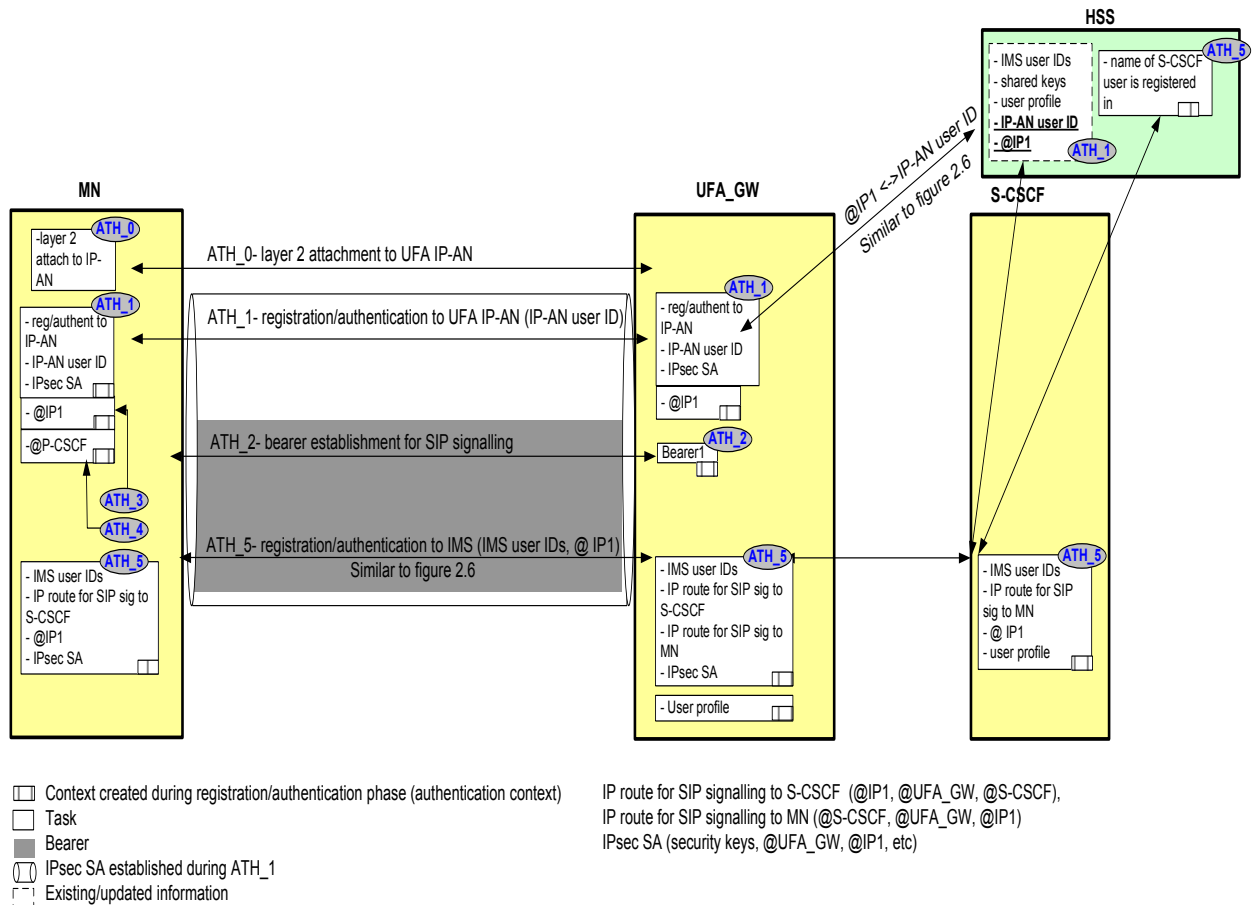 HSS
- IMS user IDs
- shared keys
- user profile
- IP-AN user ID
- @IP1
ATH_1
- name of S-CSCF
user is registered
in
ATH_5
@IP1 <->IP-AN user ID
Similar to figure 2.6
MN
UFA_GW
S-CSCF
ATH_0
-layer 2
attach to IP-
AN
ATH_0- layer 2 attachment to UFA IP-AN
ATH_1
- reg/authent to
IP-AN
- IP-AN user ID
- IPsec SA
- @IP1
-@P-CSCF
ATH_3
ATH_4
ATH_1- registration/authentication to UFA IP-AN (IP-AN user ID)
ATH_1
- reg/authent to
IP-AN
- IP-AN user ID
- IPsec SA
- @IP1
ATH_2- bearer establishment for SIP signalling
ATH_2
Bearer1
ATH_5- registration/authentication to IMS (IMS user IDs, @ IP1)
Similar to figure 2.6
ATH_5
- IMS user IDs
- IP route for SIP sig to
S-CSCF
- @IP1
- IPsec SA
ATH_5
- IMS user IDs
- IP route for SIP sig to
S-CSCF
- IP route for SIP sig to
MN
- IPsec SA
- User profile
ATH_5
- IMS user IDs
- IP route for SIP
sig to MN
- @ IP1
- user profile
Context created during registration/authentication phase (authentication context)
Task
Bearer
IPsec SA established during ATH_1
Existing/updated information
IP route for SIP signalling to S-CSCF (@IP1, @UFA_GW, @S-CSCF),
IP route for SIP signalling to MN (@S-CSCF, @UFA_GW, @IP1)
IPsec SA (security keys, @UFA_GW, @IP1, etc)